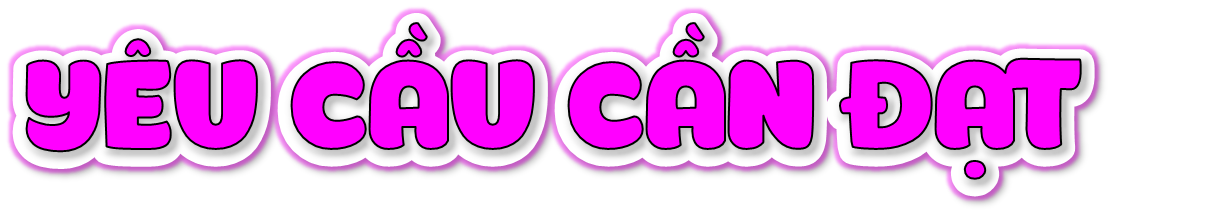 YÊU CẦU CẦN ĐẠT